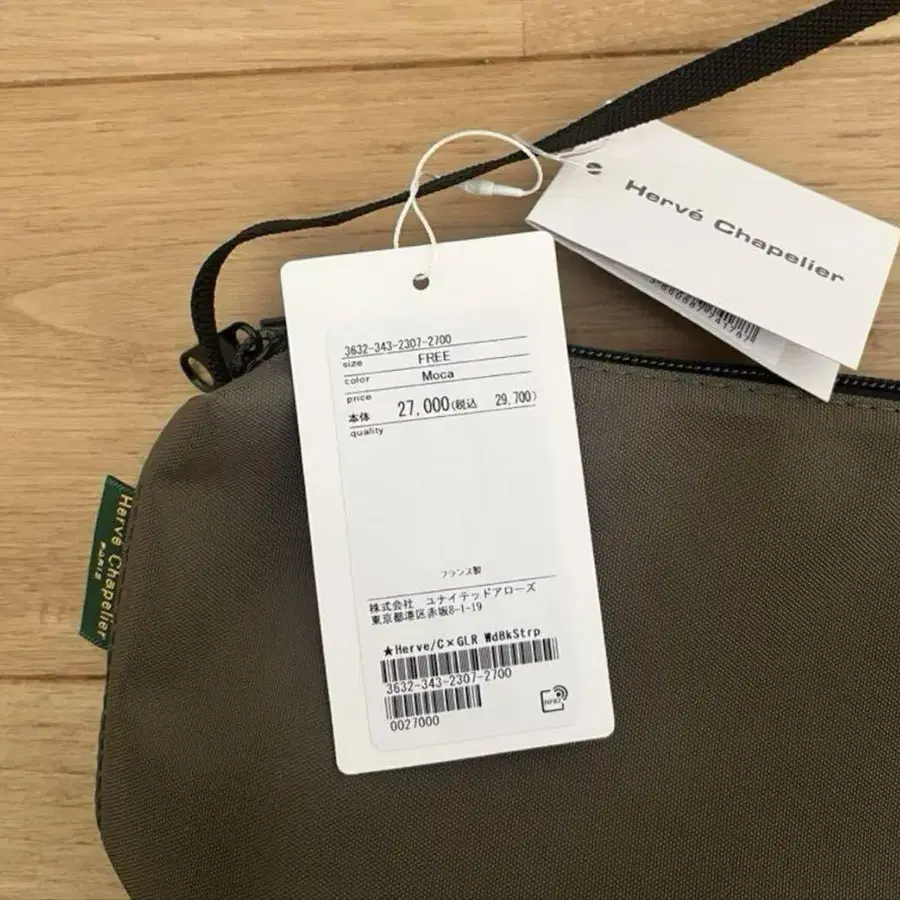 Hervé Chapelier
3632-343-2307-2700
size FREE
color Moca
price
本体 27,000(税込 29,700)
quality
フランス製
株式会社 ユナイテッドアローズ
東京都港区赤坂8-1-19
★Herve/C×GLR WdBkStrp
3632-343-2307-2700
0027000
RFID
Hervé Chapelier
PARIS